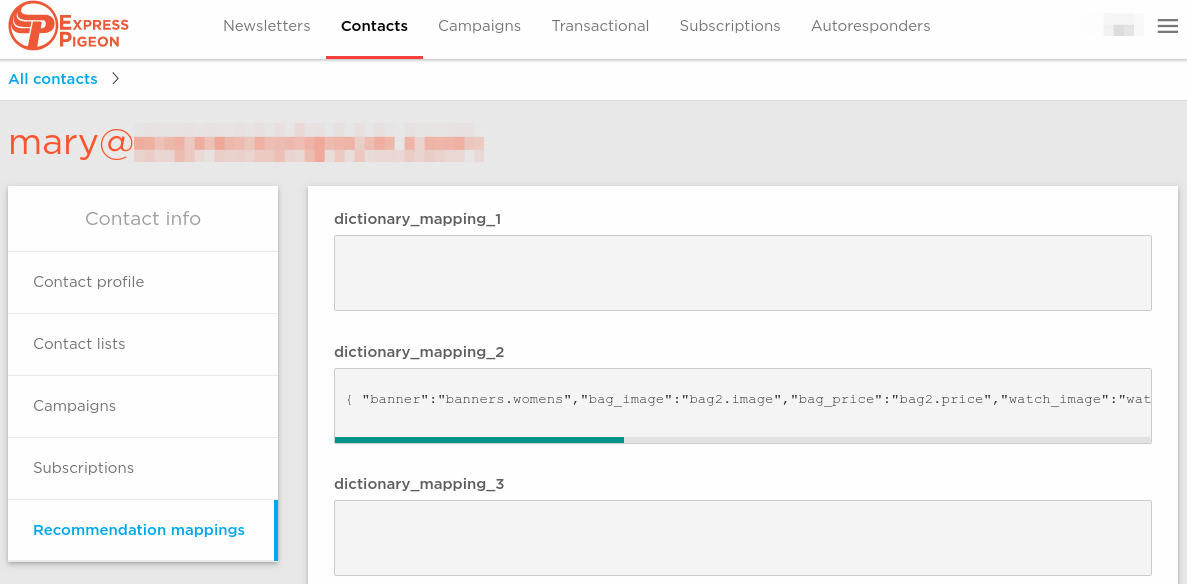 EXPRESS
PIGEON
Newsletters Contacts Campaigns Transactional Subscriptions Autoresponders
All contacts
mary@
Contact info
Contact profile
Contact lists
Campaigns
Subscriptions
Recommendation mappings
dictionary_mapping_1
dictionary_mapping_2
{ "banner":"banners.womens","bag_image":"bag2.image","bag_price":"bag2.price","watch_image":"wat
dictionary_mapping_3